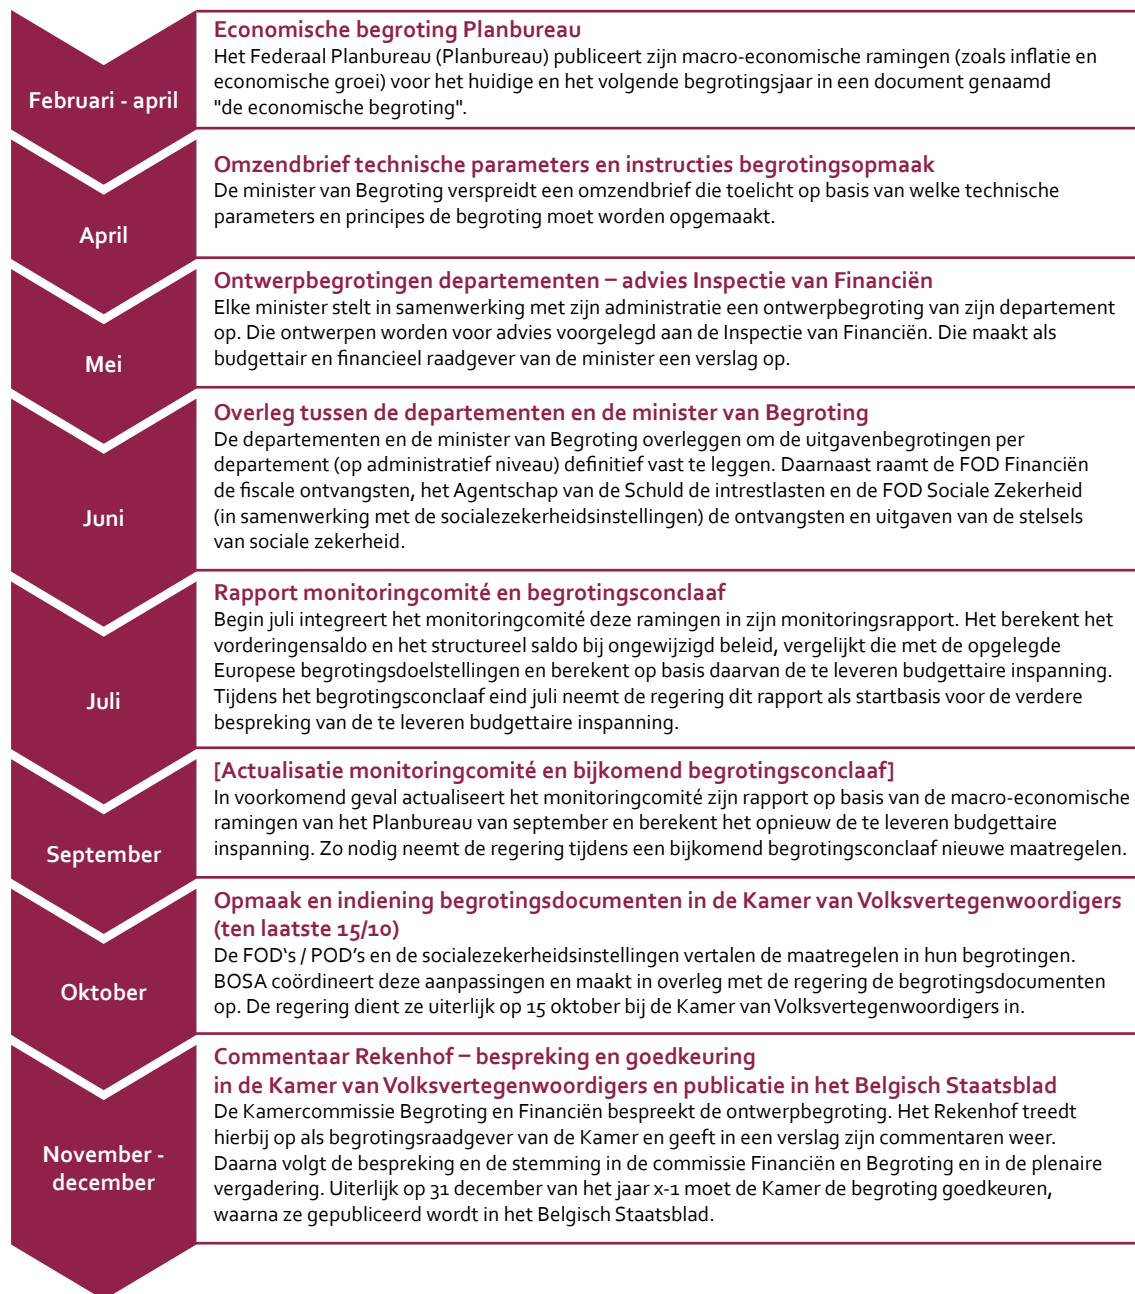 Februari - april
Economische begroting Planbureau
Het Federaal Planbureau (Planbureau) publiceert zijn macro-economische ramingen (zoals inflatie en
economische groei) voor het huidige en het volgende begrotingsjaar in een document genaamd
"de economische begroting".
April
Omzendbrief technische parameters en instructies begrotingsopmaak
De minister van Begroting verspreidt een omzendbrief die toelicht op basis van welke technische
parameters en principes de begroting moet worden opgemaakt.
Mei
Ontwerpbegrotingen departementen – advies Inspectie van Financiën
Elke minister stelt in samenwerking met zijn administratie een ontwerpbegroting van zijn departement
op. Die ontwerpen worden voor advies voorgelegd aan de Inspectie van Financiën. Die maakt als
budgettair en financieel raadgever van de minister een verslag op.
Juni
Overleg tussen de departementen en de minister van Begroting
De departementen en de minister van Begroting overleggen om de uitgavenbegrotingen per
departement (op administratief niveau) definitief vast te leggen. Daarnaast raamt de FOD Financiën
de fiscale ontvangsten, het Agentschap van de Schuld de intrestlasten en de FOD Sociale Zekerheid
(in samenwerking met de socialezekerheidsinstellingen) de ontvangsten en uitgaven van de stelsels
van sociale zekerheid.
Juli
Rapport monitoringcomité en begrotingsconclaaf
Begin juli integreert het monitoringcomité deze ramingen in zijn monitoringsrapport. Het berekent het
vorderingensaldo en het structureel saldo bij ongewijzigd beleid, vergelijkt die met de opgelegde
Europese begrotingsdoelstellingen en berekent op basis daarvan de te leveren budgettaire inspanning.
Tijdens het begrotingsconclaaf eind juli neemt de regering dit rapport als startbasis voor de verdere
bespreking van de te leveren budgettaire inspanning.
September
[Actualisatie monitoringcomité en bijkomend begrotingsconclaaf]
In voorkomend geval actualiseert het monitoringcomité zijn rapport op basis van de macro-economische
ramingen van het Planbureau van september en berekent het opnieuw de te leveren budgettaire
inspanning. Zo nodig neemt de regering tijdens een bijkomend begrotingsconclaaf nieuwe maatregelen.
Oktober
Opmaak en indiening begrotingsdocumenten in de Kamer van Volksvertegenwoordigers
(ten laatste 15/10)
De FOD‘s / POD’s en de socialezekerheidsinstellingen vertalen de maatregelen in hun begrotingen.
BOSA coördineert deze aanpassingen en maakt in overleg met de regering de begrotingsdocumenten
op. De regering dient ze uiterlijk op 15 oktober bij de Kamer van Volksvertegenwoordigers in.
November -
december
Commentaar Rekenhof – bespreking en goedkeuring
in de Kamer van Volksvertegenwoordigers en publicatie in het Belgisch Staatsblad
De Kamercommissie Begroting en Financiën bespreekt de ontwerpbegroting. Het Rekenhof treedt
hierbij op als begrotingsraadgever van de Kamer en geeft in een verslag zijn commentaren weer.
Daarna volgt de bespreking en de stemming in de commissie Financiën en Begroting en in de plenaire
vergadering. Uiterlijk op 31 december van het jaar x-1 moet de Kamer de begroting goedkeuren,
waarna ze gepubliceerd wordt in het Belgisch Staatsblad.